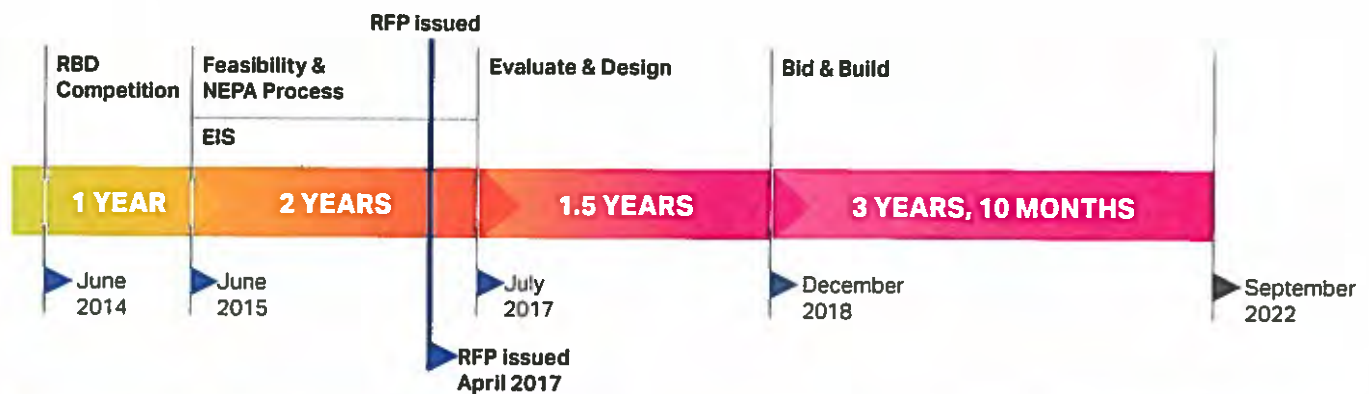 RFP issued
RBD
Competition
Feasibility &
NEPA Process
EIS
Evaluate & Design
Bid & Build
1 YEAR
2 YEARS
1.5 YEARS
3 YEARS, 10 MONTHS
June
2014
June
2015
July
2017
December
2018
September
2022
RFP issued
April 2017